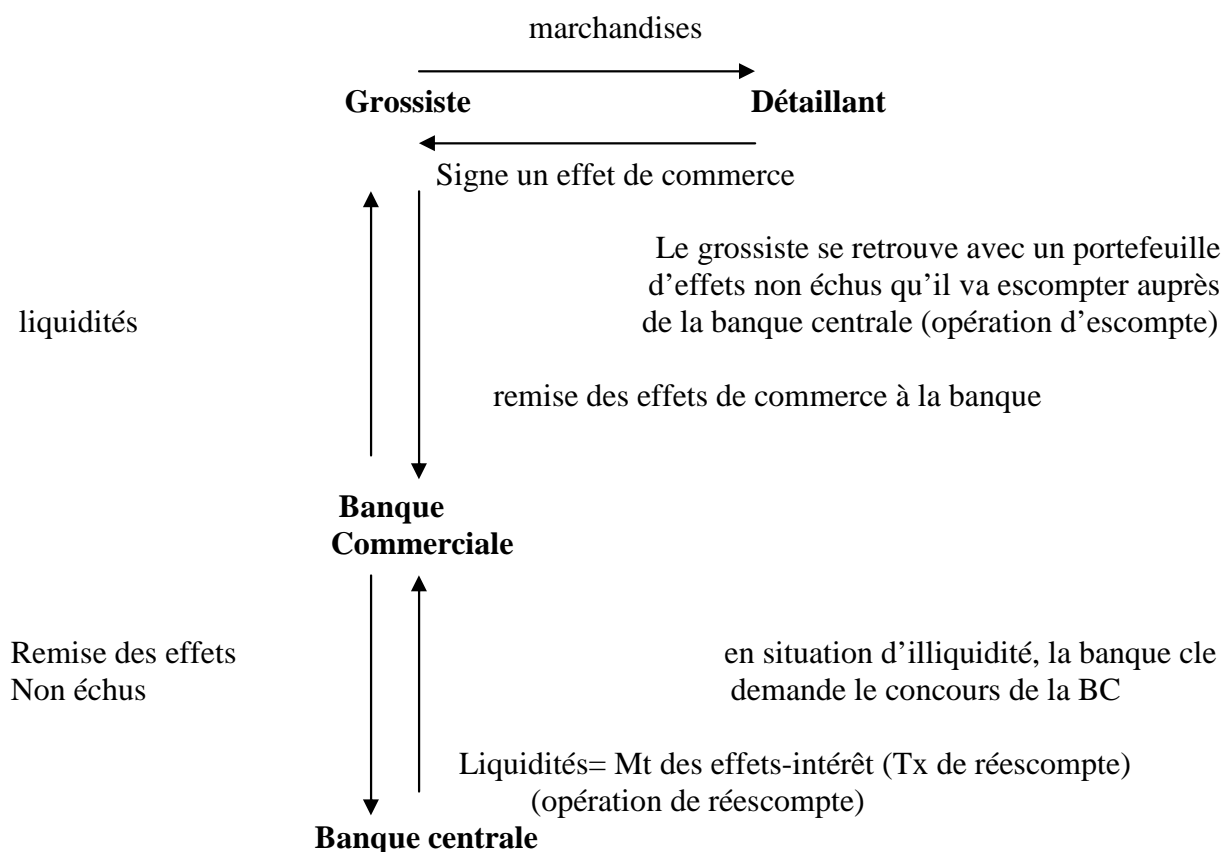 marchandises
Grossiste Détaillant
Signe un effet de commerce
Le grossiste se retrouve avec un portefeuille
d’effets non échus qu’il va escompter auprès
liquidités de la banque centrale (opération d’escompte)
remise des effets de commerce à la banque
Banque
Commerciale
Remise des effets en situation d’illiquidité, la banque cle
Non échus demande le concours de la BC
Liquidités= Mt des effets-intérêt (Tx de réescompte)
(opération de réescompte)
Banque centrale